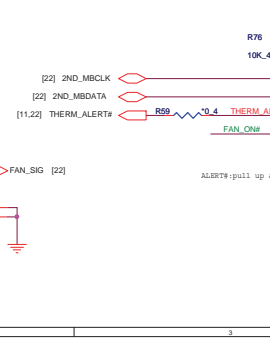 R76
10K_4
[22] 2ND_MBCLK
[22] 2ND_MBDATA
[11,22] THERM_ALERT# R59 *0_4 THERM_AL
FAN_ON#
FAN_SIG [22]
ALERT#:pull up a
3